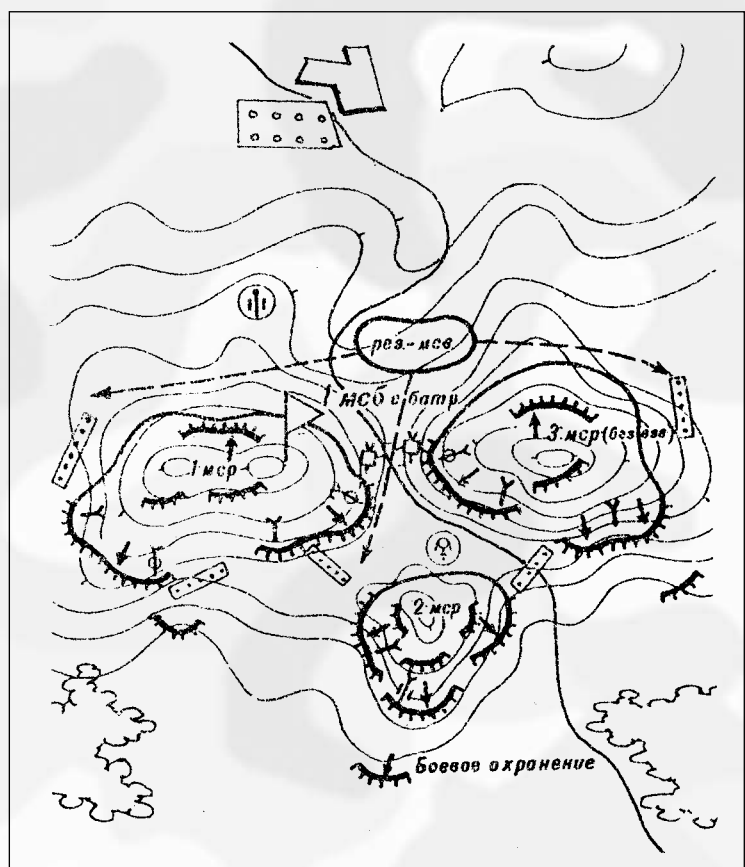 рез.-мсв.
1 мсб с батр
1 мср
3 мср (без взв)
2 мср
Боевое охранение